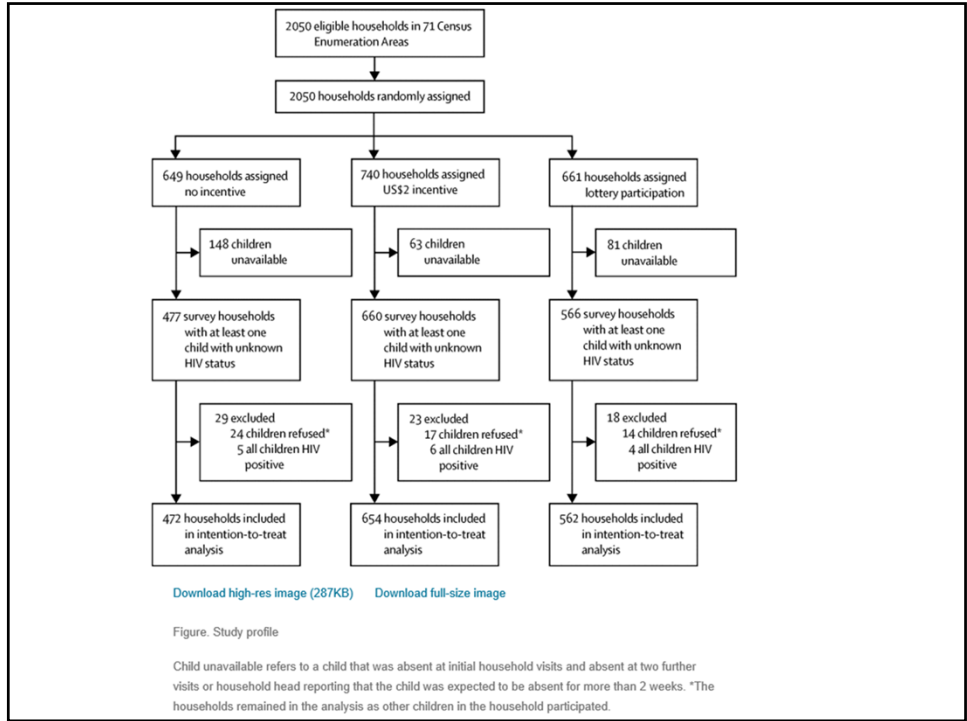 2050 eligible households in 71 Census
Enumeration Areas
2050 households randomly assigned
649 households assigned
no incentive
740 households assigned
US$2 incentive
661 households assigned
lottery participation
148 children
unavailable
63 children
unavailable
81 children
unavailable
477 survey households
with at least one
child with unknown
HIV status
660 survey households
with at least one
child with unknown
HIV status
566 survey households
with at least one
child with unknown
HIV status
29 excluded
24 children refused*
5 all children HIV
positive
23 excluded
17 children refused*
6 all children HIV
positive
18 excluded
14 children refused*
4 all children HIV
positive
472 households included
in intention-to-treat
analysis
654 households included
in intention-to-treat
analysis
562 households included
in intention-to-treat
analysis
Download high-res image (287KB) Download full-size image
Figure. Study profile
Child unavailable refers to a child that was absent at initial household visits and absent at two further
visits or household head reporting that the child was expected to be absent for more than 2 weeks. *The
households remained in the analysis as other children in the household participated.